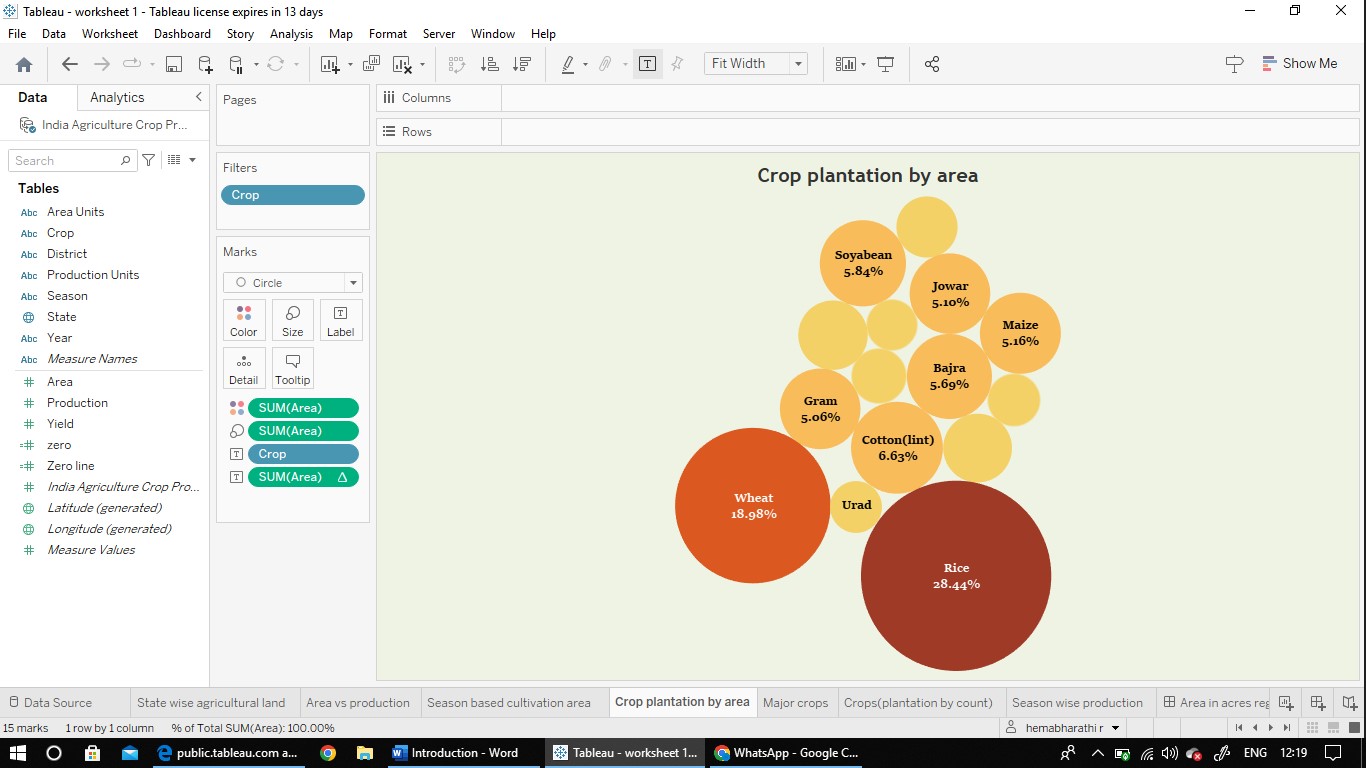 Tableau - worksheet 1 - Tableau license expires in 13 days
File Data Worksheet Dashboard Story Analysis Map Format Server Window Help
Fit Width
Show Me
Data Analytics
India Agriculture Crop Pr...
Search
Tables
Abc Area Units
Abc Crop
Abc District
Abc Production Units
Abc Season
State
Abc Year
Abc Measure Names
Area
Production
Yield
zero
Zero line
India Agriculture Crop Pro...
Latitude (generated)
Longitude (generated)
Measure Values
Pages
Filters
Crop
Marks
Circle
Color Size Label
Detail Tooltip
SUM(Area)
SUM(Area)
Crop
SUM(Area)
Columns
Rows
Crop plantation by area
Soyabean
5.84%
Jowar
5.10%
Maize
5.16%
Bajra
5.69%
Gram
5.06%
Cotton(lint)
6.63%
Wheat
18.98%
Urad
Rice
28.44%
Data Source State wise agricultural land Area vs production Season based cultivation area Crop plantation by area Major crops Crops(plantation by count) Season wise production Area in acres reg
15 marks 1 row by 1 column % of Total SUM(Area): 100.00% hemabharathi r
public.tableau.com a... Introduction - Word Tableau - worksheet 1... WhatsApp - Google C... ENG 12:19